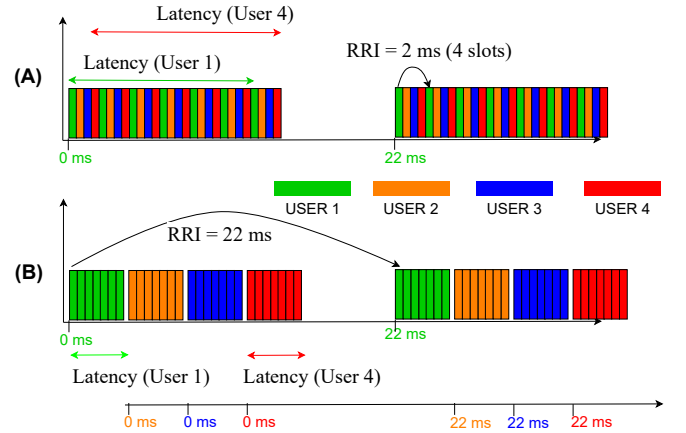 Latency (User 4)
RRI = 2 ms (4 slots)
(A)
Latency (User 1)
0 ms
22 ms
USER 1
USER 2
USER 3
USER 4
RRI = 22 ms
(B)
0 ms
22 ms
Latency (User 1)
Latency (User 4)
0 ms
0 ms
0 ms
22 ms
22 ms
22 ms